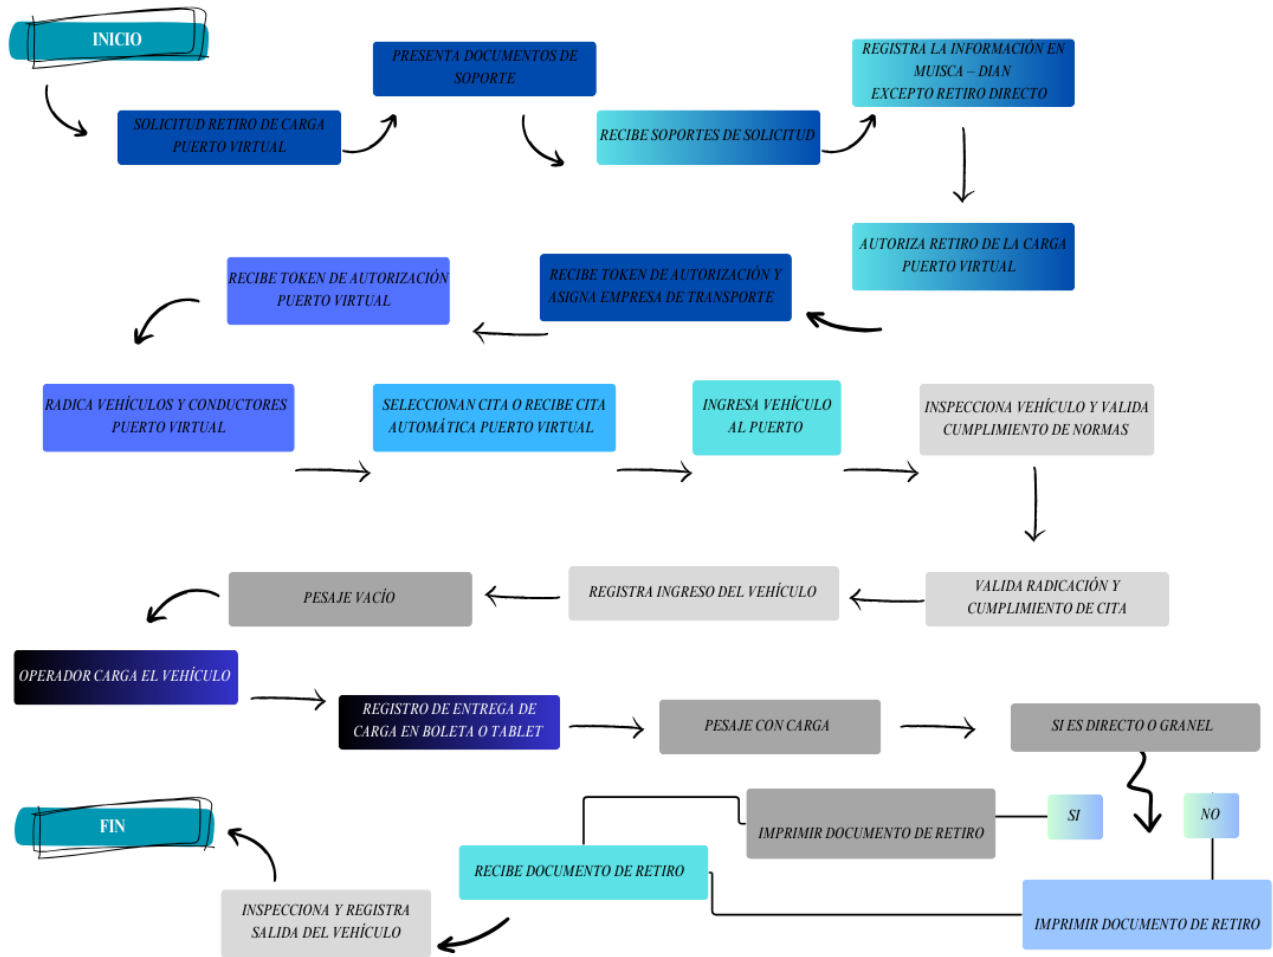 INICIO
SOLICITUD RETIRO DE CARGA
PUERTO VIRTUAL
PRESENTA DOCUMENTOS DE
SOPORTE
RECIBE SOPORTES DE SOLICITUD
REGISTRA LA INFORMACIÓN EN
MUISCA – DIAN
EXCEPTO RETIRO DIRECTO
AUTORIZA RETIRO DE LA CARGA
PUERTO VIRTUAL
RECIBE TOKEN DE AUTORIZACIÓN Y
ASIGNA EMPRESA DE TRANSPORTE
RECIBE TOKEN DE AUTORIZACIÓN
PUERTO VIRTUAL
RADICA VEHÍCULOS Y CONDUCTORES
PUERTO VIRTUAL
SELECCIONAN CITA O RECIBE CITA
AUTOMÁTICA PUERTO VIRTUAL
INGRESA VEHÍCULO
AL PUERTO
INSPECCIONA VEHÍCULO Y VALIDA
CUMPLIMIENTO DE NORMAS
VALIDA RADICACIÓN Y
CUMPLIMIENTO DE CITA
REGISTRA INGRESO DEL VEHÍCULO
PESAJE VACÍO
OPERADOR CARGA EL VEHÍCULO
REGISTRO DE ENTREGA DE
CARGA EN BOLETA O TABLET
PESAJE CON CARGA
SI ES DIRECTO O GRANEL
SI
NO
IMPRIMIR DOCUMENTO DE RETIRO
IMPRIMIR DOCUMENTO DE RETIRO
RECIBE DOCUMENTO DE RETIRO
INSPECCIONA Y REGISTRA
SALIDA DEL VEHÍCULO
FIN